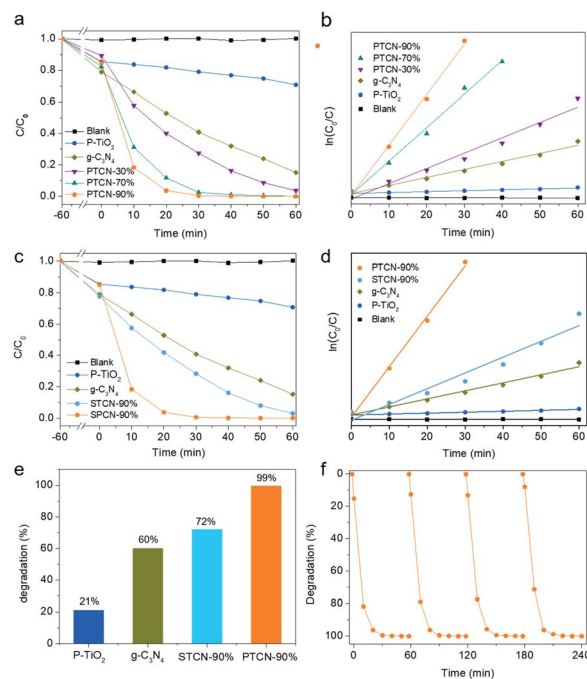 a
C/C₀
1.0
0.8
0.6
0.4
0.2
0.0
Blank
P-TiO₂
g-C₃N₄
PTCN-30%
PTCN-70%
PTCN-90%
-60 0 10 20 30 40 50 60
Time (min)
b
ln(C₀/C)
PTCN-90%
PTCN-70%
PTCN-30%
g-C₃N₄
P-TiO₂
Blank
0 10 20 30 40 50 60
Time (min)
c
C/C₀
1.0
0.8
0.6
0.4
0.2
0.0
Blank
P-TiO₂
g-C₃N₄
STCN-90%
SPCN-90%
-60 0 10 20 30 40 50 60
Time (min)
d
ln(C₀/C)
PTCN-90%
STCN-90%
g-C₃N₄
P-TiO₂
Blank
0 10 20 30 40 50 60
Time (min)
e
degradation (%)
100
80
60
40
20
0
21%
60%
72%
99%
P-TiO₂ g-C₃N₄ STCN-90% PTCN-90%
f
Degradation (%)
0
20
40
60
80
100
0 60 120 180 240
Time (min)